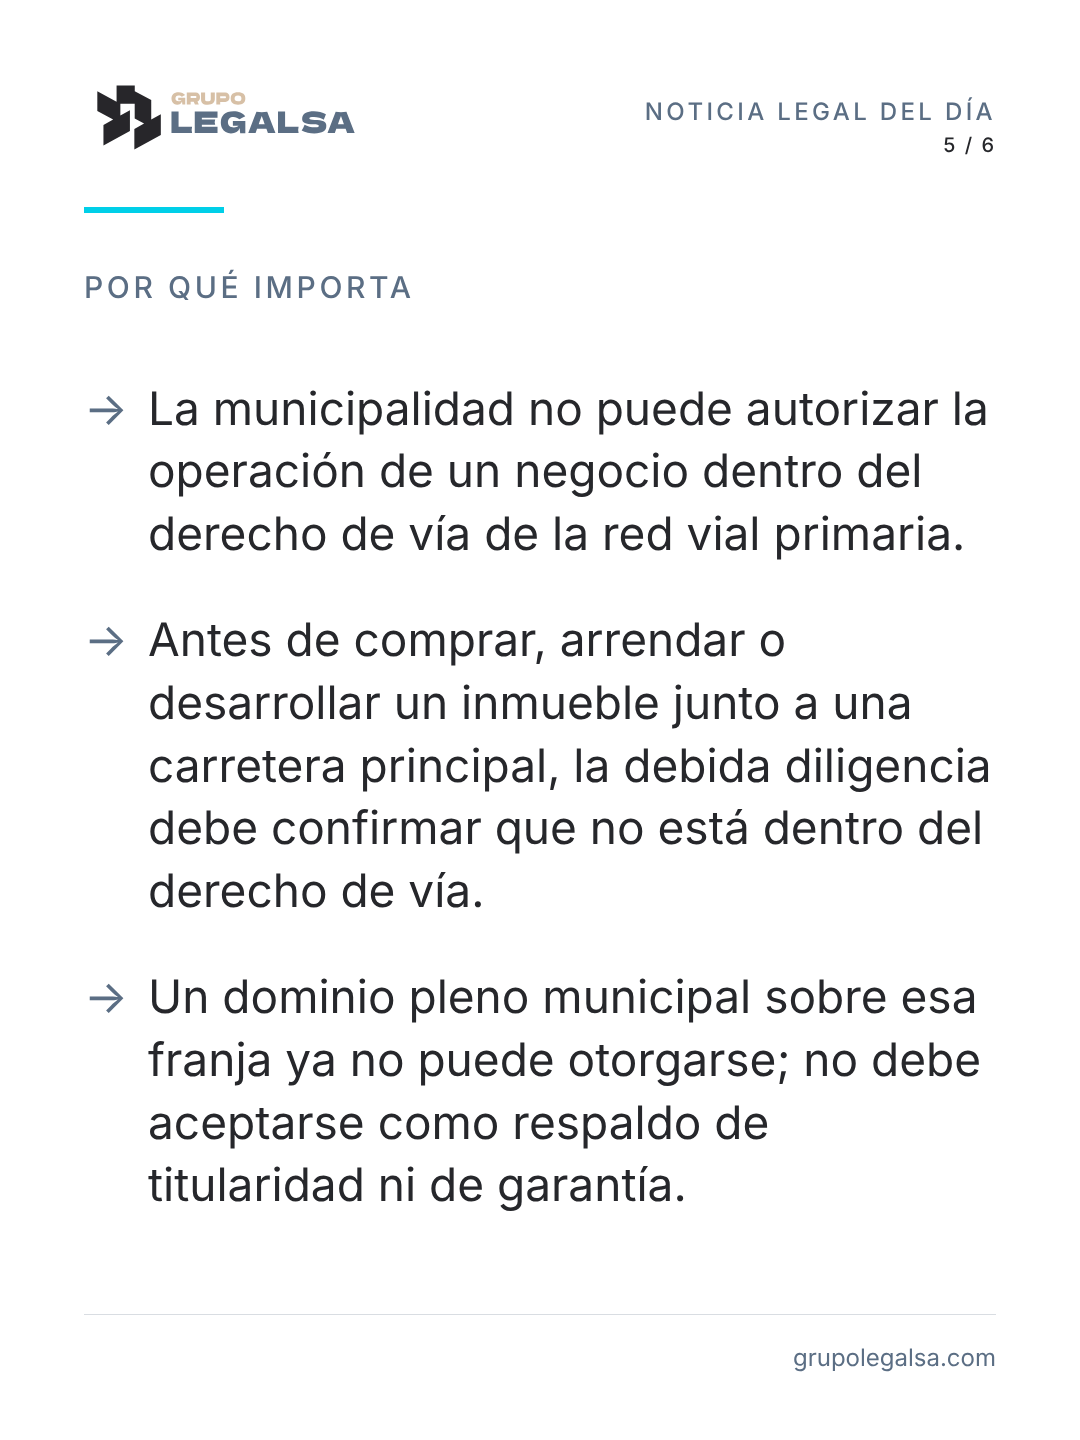 GRUPO
LEGALSA
NOTICIA LEGAL DEL DÍA
5 / 6
POR QUÉ IMPORTA
→ La municipalidad no puede autorizar la
operación de un negocio dentro del
derecho de vía de la red vial primaria.
→ Antes de comprar, arrendar o
desarrollar un inmueble junto a una
carretera principal, la debida diligencia
debe confirmar que no está dentro del
derecho de vía.
→ Un dominio pleno municipal sobre esa
franja ya no puede otorgarse; no debe
aceptarse como respaldo de
titularidad ni de garantía.
grupolegalsa.com